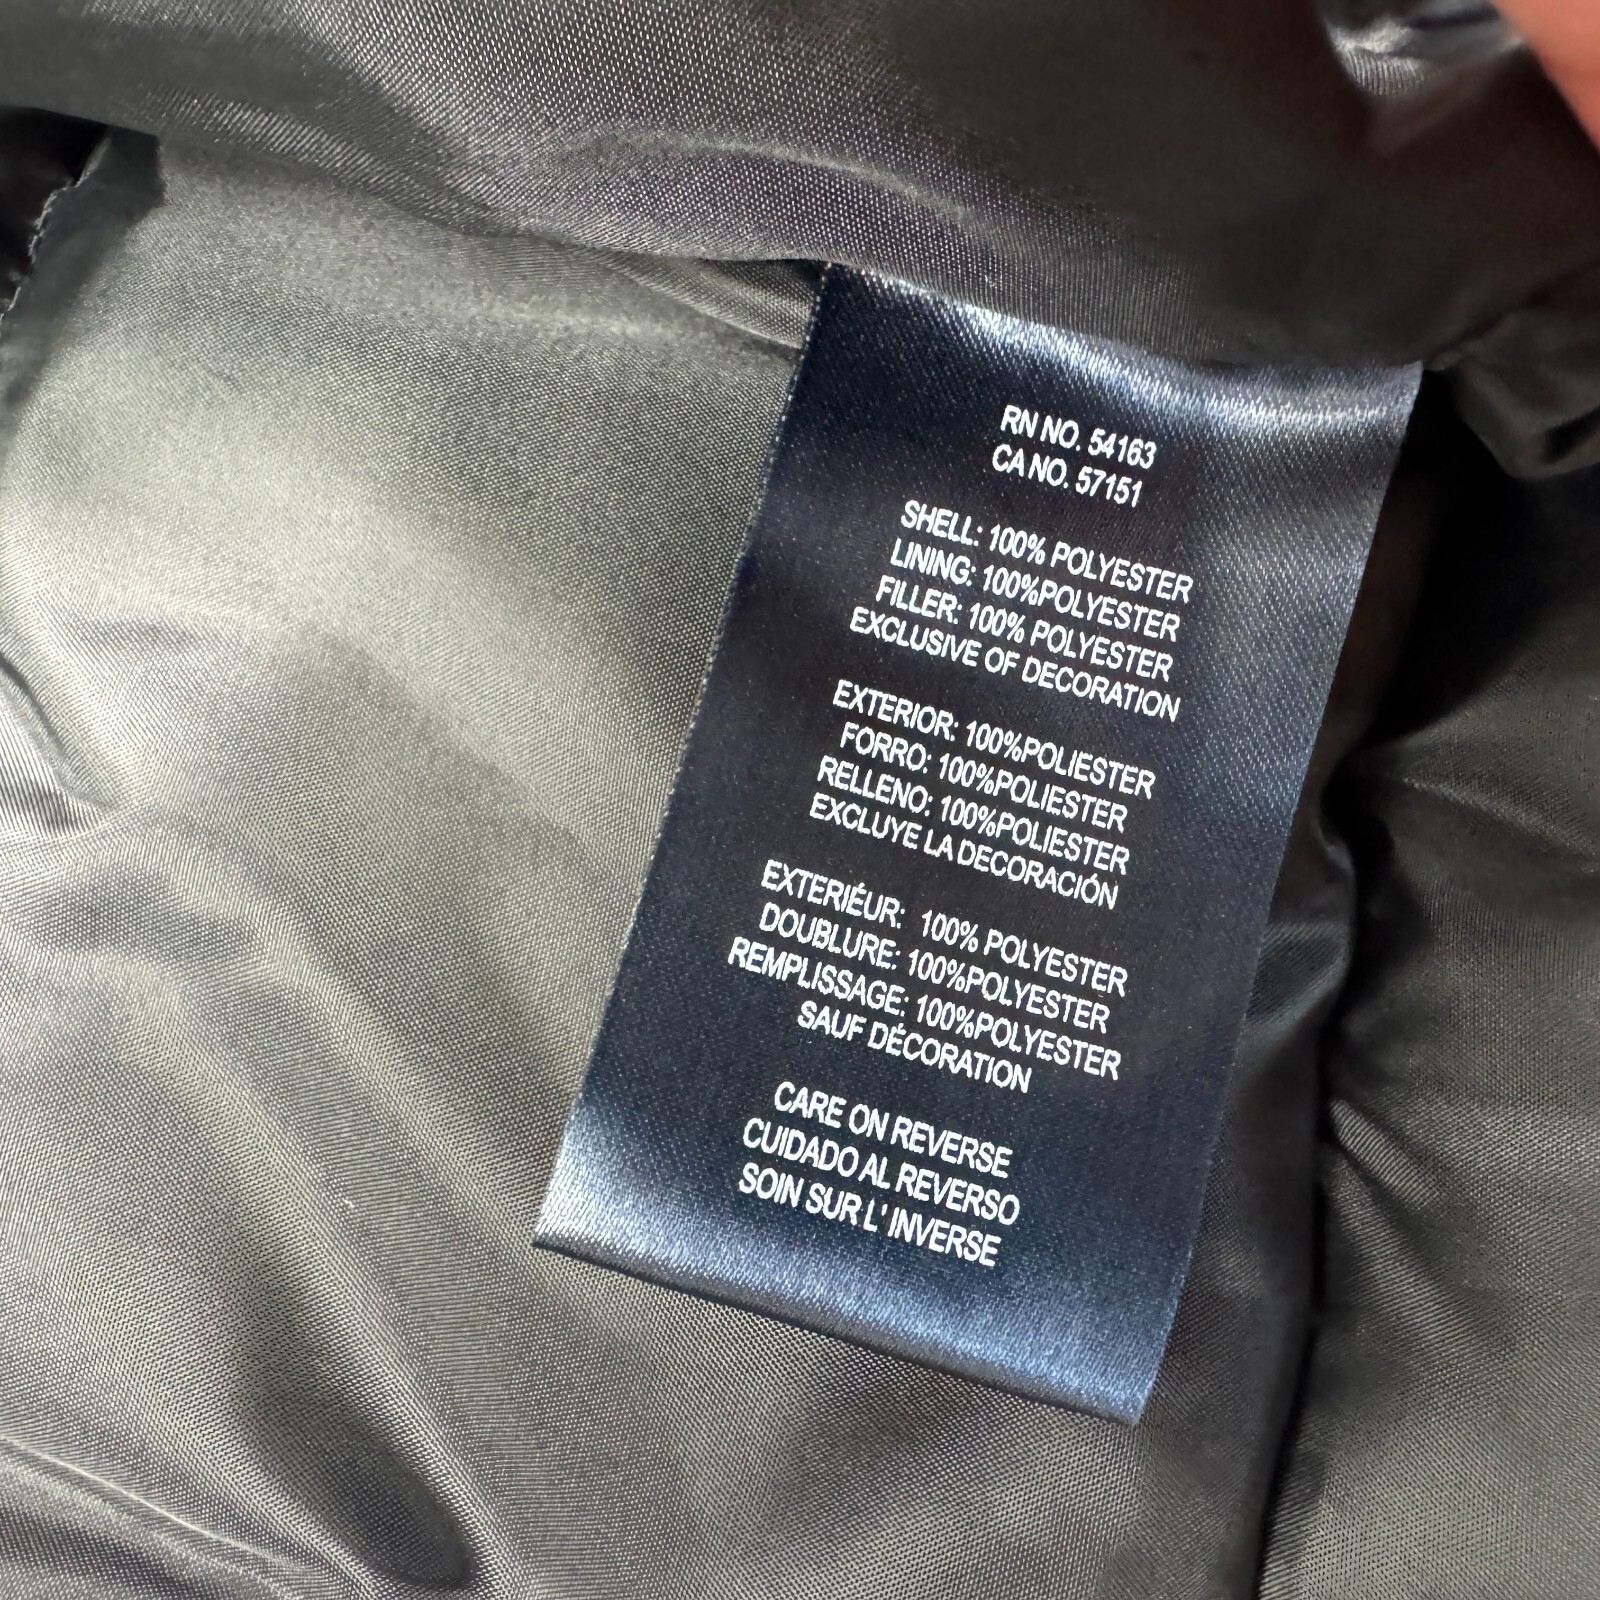 RN NO. 54163
CA NO. 57151
SHELL: 100% POLYESTER
LINING: 100%POLYESTER
FILLER: 100% POLYESTER
EXCLUSIVE OF DECORATION
EXTERIOR: 100%POLIESTER
FORRO: 100%POLIESTER
RELLENO: 100%POLIESTER
EXCLUYE LA DECORACIÓN
EXTERIÉUR: 100% POLYESTER
DOUBLURE: 100%POLYESTER
REMPLISSAGE: 100%POLYESTER
SAUF DÉCORATION
CARE ON REVERSE
CUIDADO AL REVERSO
SOIN SUR L' INVERSE